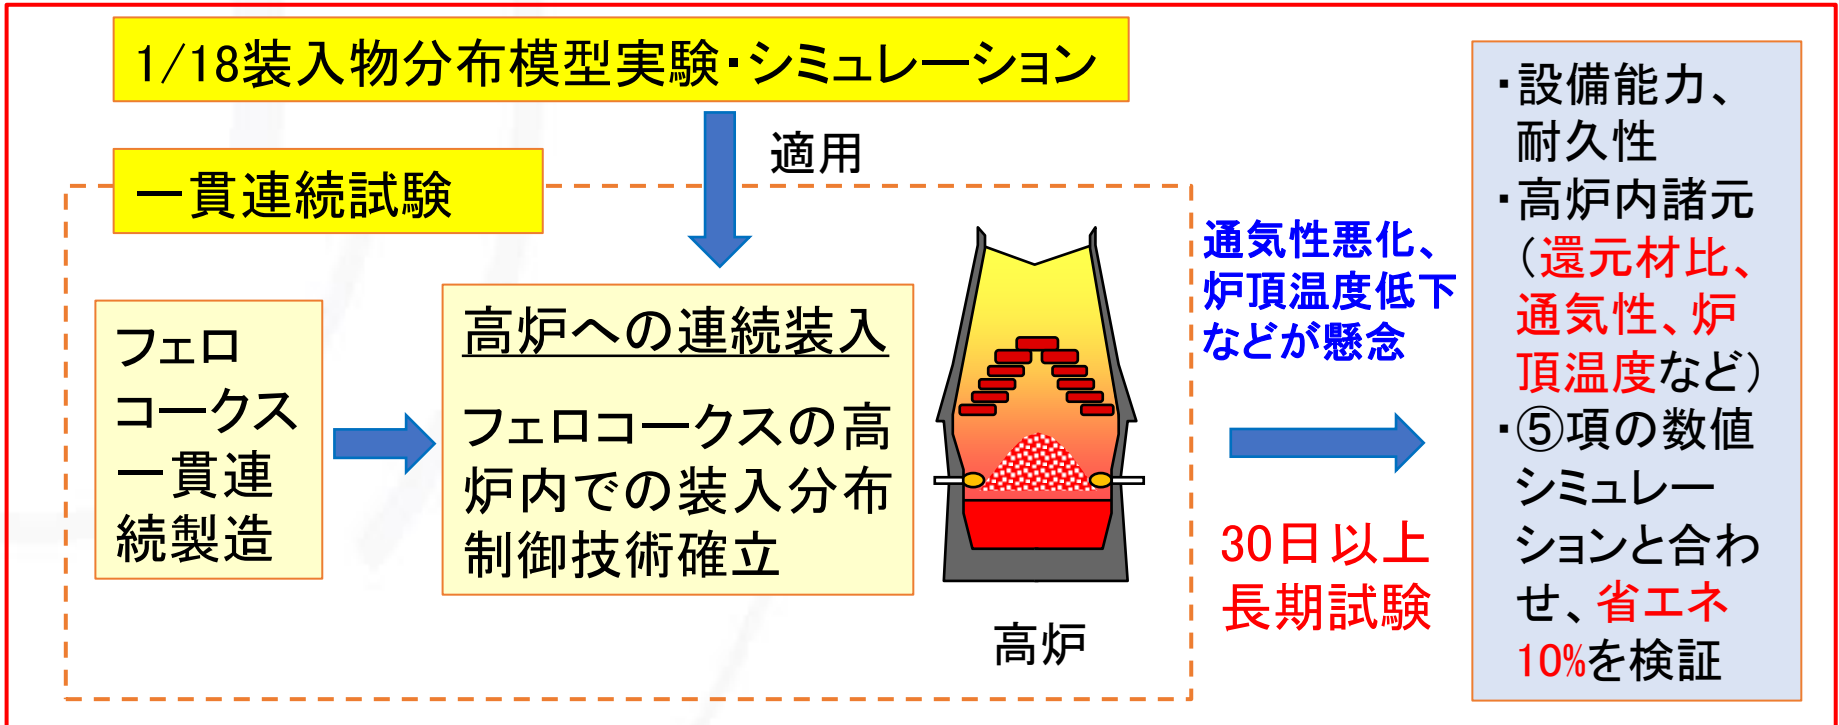 1/18装入物分布模型実験・シミュレーション
適用
一貫連続試験
フェロ
コークス
一貫連
続製造
高炉への連続装入
フェロコークスの高
炉内での装入分布
制御技術確立
高炉
通気性悪化、
炉頂温度低下
などが懸念
30日以上
長期試験
・設備能力、
耐久性
・高炉内諸元
（還元材比、
通気性、炉
頂温度など）
・⑤項の数値
シミュレー
ションと合わ
せ、省エネ
10%を検証